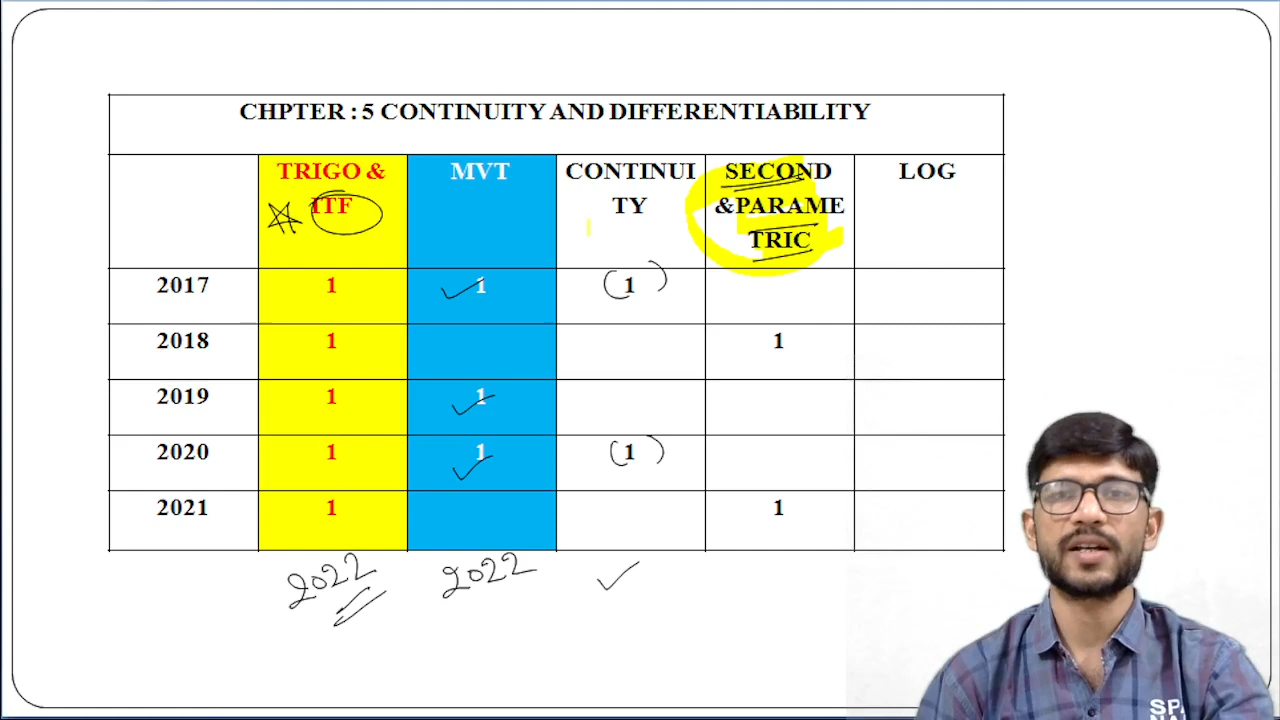 CHPTER : 5 CONTINUITY AND DIFFERENTIABILITY
TRIGO & MVT CONTINUI SECOND LOG
ITF TY &PARAME
TRIC
2017 1 1 1
2018 1 1
2019 1 1
2020 1 1 1
2021 1 1
2022 2022